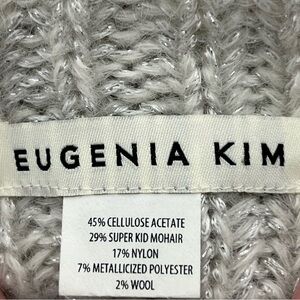 EUGENIA KIM
45% CELLULOSE ACETATE
29% SUPER KID MOHAIR
17% NYLON
7% METALLICIZED POLYESTER
2% WOOL